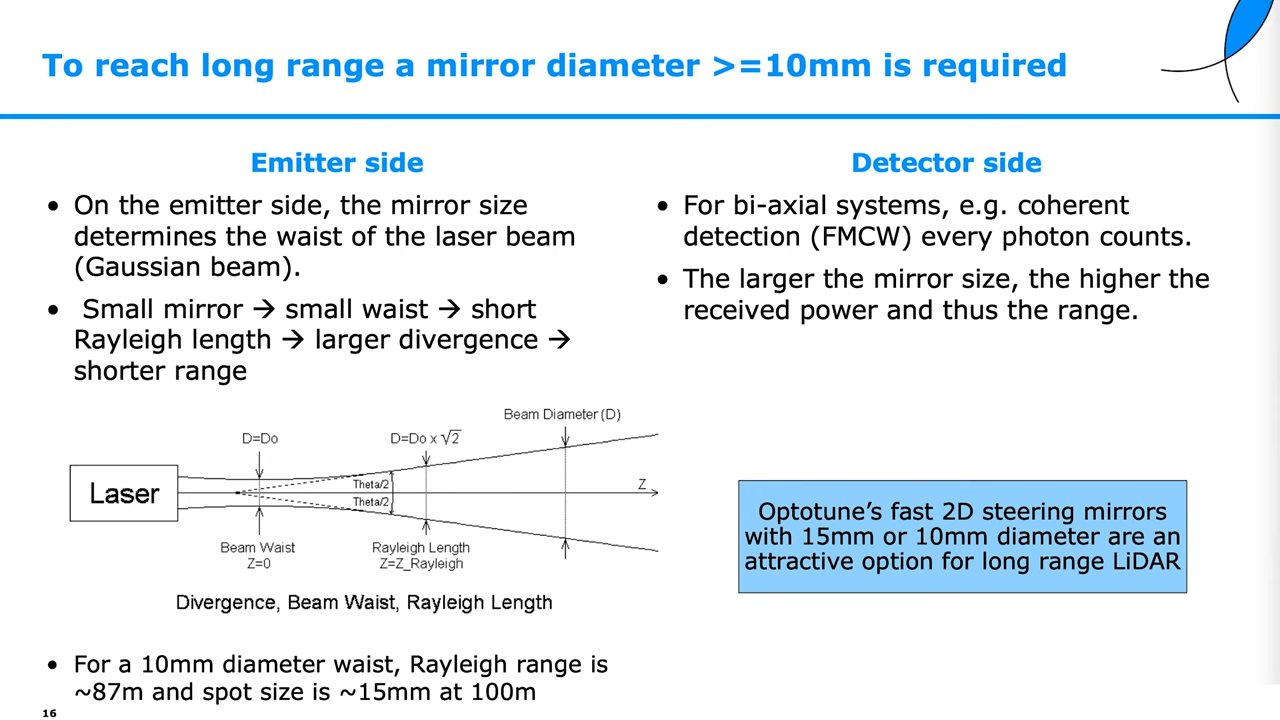 To reach long range a mirror diameter >=10mm is required
Emitter side
• On the emitter side, the mirror size
determines the waist of the laser beam
(Gaussian beam).
• Small mirror → small waist → short
Rayleigh length → larger divergence →
shorter range
Beam Diameter (D)
D=Do
D=Do x √2
Laser
Theta/2
Theta/2
Z
Beam Waist
Z=0
Rayleigh Length
Z=Z_Rayleigh
Divergence, Beam Waist, Rayleigh Length
• For a 10mm diameter waist, Rayleigh range is
~87m and spot size is ~15mm at 100m
Detector side
• For bi-axial systems, e.g. coherent
detection (FMCW) every photon counts.
• The larger the mirror size, the higher the
received power and thus the range.
Optotune’s fast 2D steering mirrors
with 15mm or 10mm diameter are an
attractive option for long range LiDAR
16